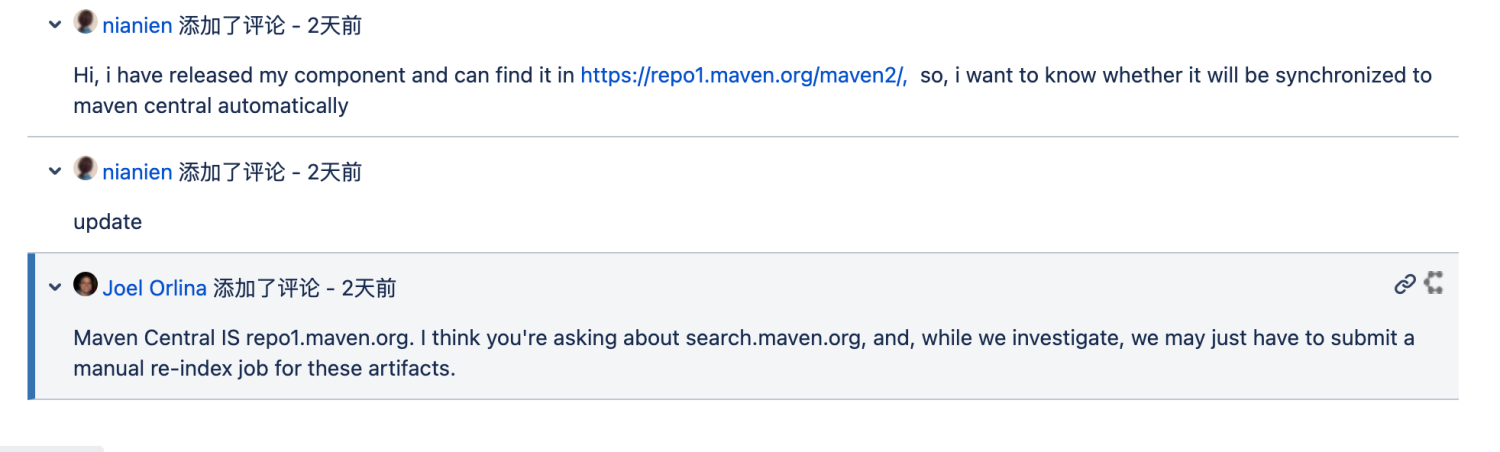 nianien 添加了评论 - 2天前
Hi, i have released my component and can find it in https://repo1.maven.org/maven2/, so, i want to know whether it will be synchronized to
maven central automatically
nianien 添加了评论 - 2天前
update
Joel Orlina 添加了评论 - 2天前
Maven Central IS repo1.maven.org. I think you're asking about search.maven.org, and, while we investigate, we may just have to submit a
manual re-index job for these artifacts.